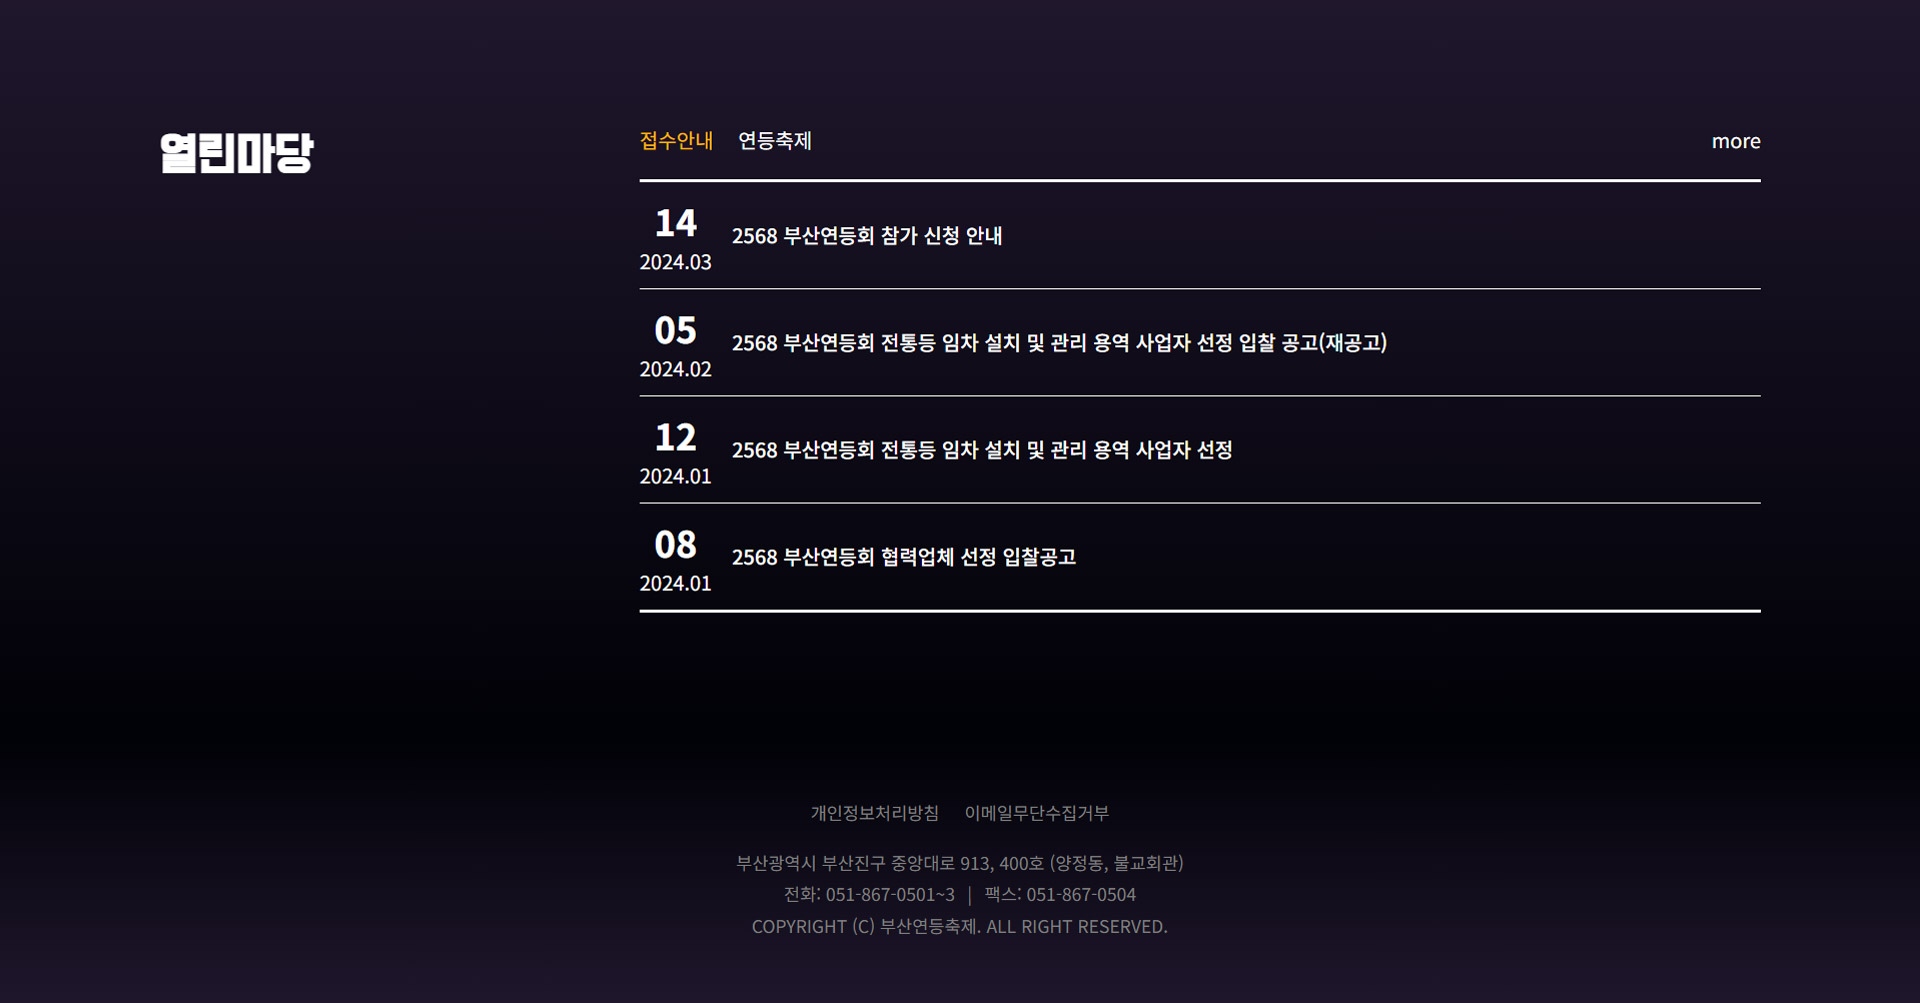 열린마당
접수안내 연등축제 more
14
2024.03
2568 부산연등회 참가 신청 안내
05
2024.02
2568 부산연등회 전통등 임차 설치 및 관리 용역 사업자 선정 입찰 공고(재공고)
12
2024.01
2568 부산연등회 전통등 임차 설치 및 관리 용역 사업자 선정
08
2024.01
2568 부산연등회 협력업체 선정 입찰공고
개인정보처리방침 이메일무단수집거부
부산광역시 부산진구 중앙대로 913, 400호 (양정동, 불교회관)
전화: 051-867-0501~3 | 팩스: 051-867-0504
COPYRIGHT (C) 부산연등축제. ALL RIGHT RESERVED.